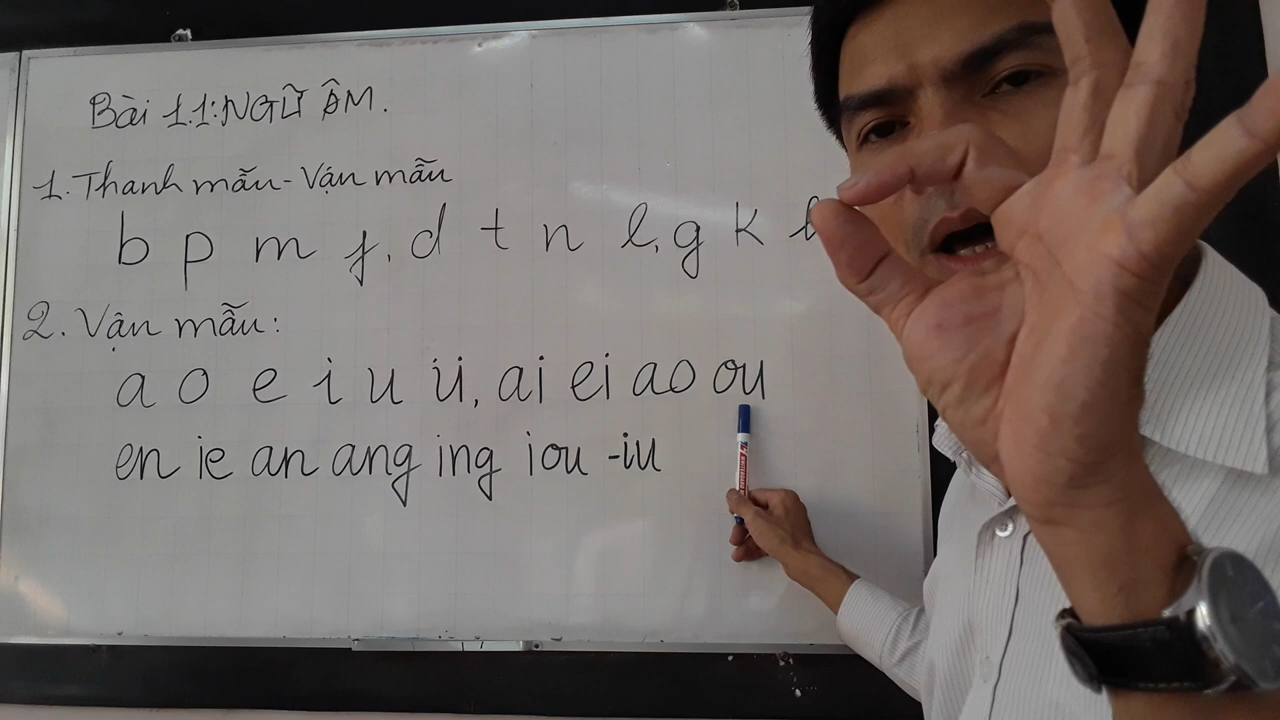 Bài 1.1: NGỮ ÂM.
1. Thanh mẫu - Vận mẫu
b p m f, d t n l, g k
2. Vận mẫu:
a o e i u ü, ai ei ao ou
en ie an ang ing iou -iu